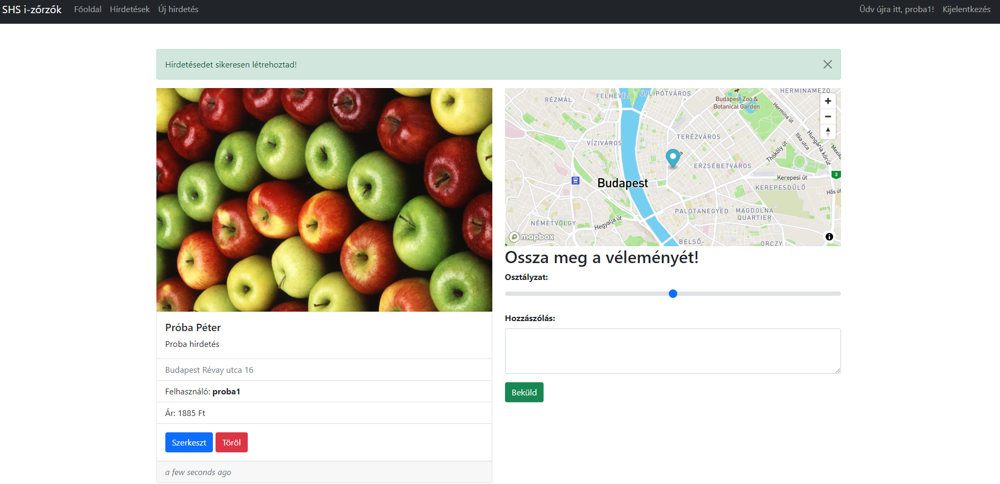 SHS i-zőrzők Főoldal Hirdetések Új hirdetés Üdv újra itt, proba1! Kijelentkezés
Hirdetésedet sikeresen létrehoztad!
Próba Péter
Proba hirdetés
Budapest Révay utca 16
Felhasználó: proba1
Ár: 1885 Ft
Szerkeszt Töröl
a few seconds ago
HERMINAMEZŐ
RÉZMÁL
FELHÉVÍZ
ÚJLIPÓTVÁROS
Budapest Zoo &
Botanical Garden
Hermina út
Hungária körút
Ilka utca
Thököly út
VÍZIVÁROS
TERÉZVÁROS
ERZSÉBETVÁROS
3
Kerepesi út
KEREPESDŰLŐ
Budapest
PALOTANEGYED
MAGDOLNA
QUARTIER
NÉMETVÖLGY
Hegyalja út
mapbox
BELSŐ-
ORCZY
Ossza meg a véleményét!
Osztályzat:
Hozzászólás:
Beküld